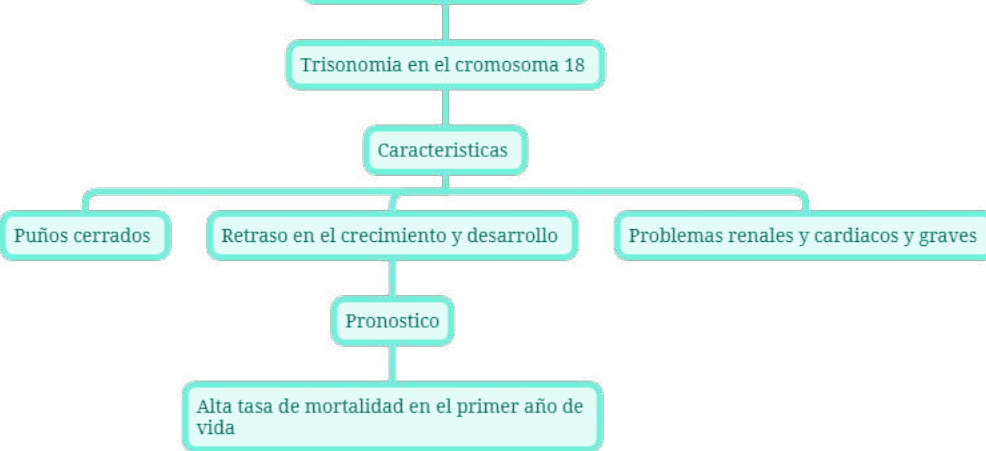 Trisonomia en el cromosoma 18
Caracteristicas
Puños cerrados
Retraso en el crecimiento y desarrollo
Problemas renales y cardiacos y graves
Pronostico
Alta tasa de mortalidad en el primer año de
vida